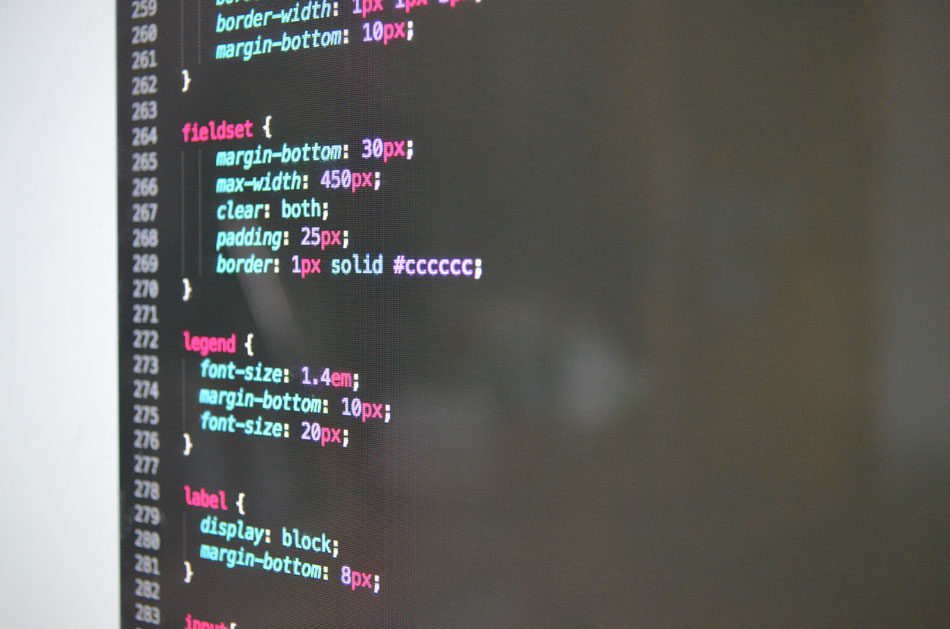 259
260 border-width: 1px 1px
261 margin-bottom: 10px;
262 }
263
264 fieldset {
265 margin-bottom: 30px;
266 max-width: 450px;
267 clear: both;
268 padding: 25px;
269 border: 1px solid #cccccc;
270 }
271
272 legend {
273 font-size: 1.4em;
274 margin-bottom: 10px;
275 font-size: 20px;
276 }
277
278 label {
279 display: block;
280 margin-bottom: 8px;
281 }
282
283 input{